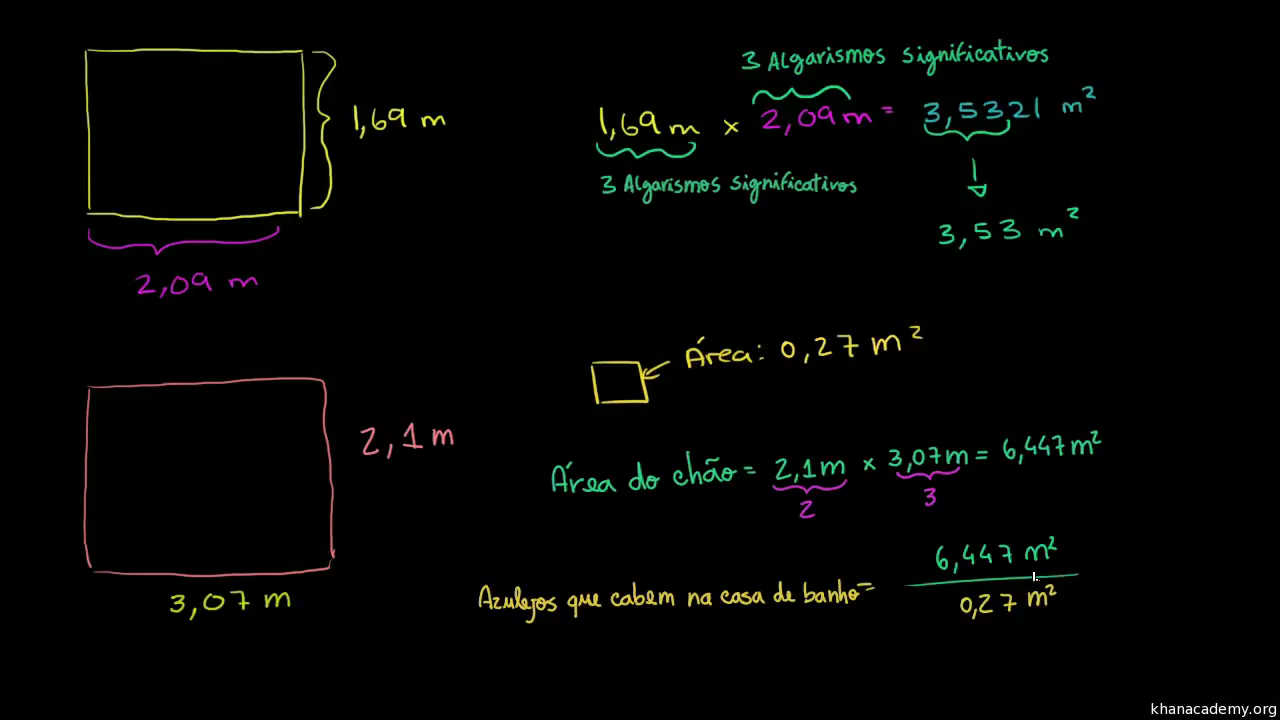 3 Algarismos significativos
1,69 m
1,69 m × 2,09 m = 3,5321 m²
3 Algarismos significativos
3,53 m²
2,09 m
Área: 0,27 m²
2,1 m
Área do chão = 2,1 m × 3,07 m = 6,447 m²
2 3
6,447 m²
Azulejos que cabem na casa de banho =
0,27 m²
3,07 m
khanacademy.org